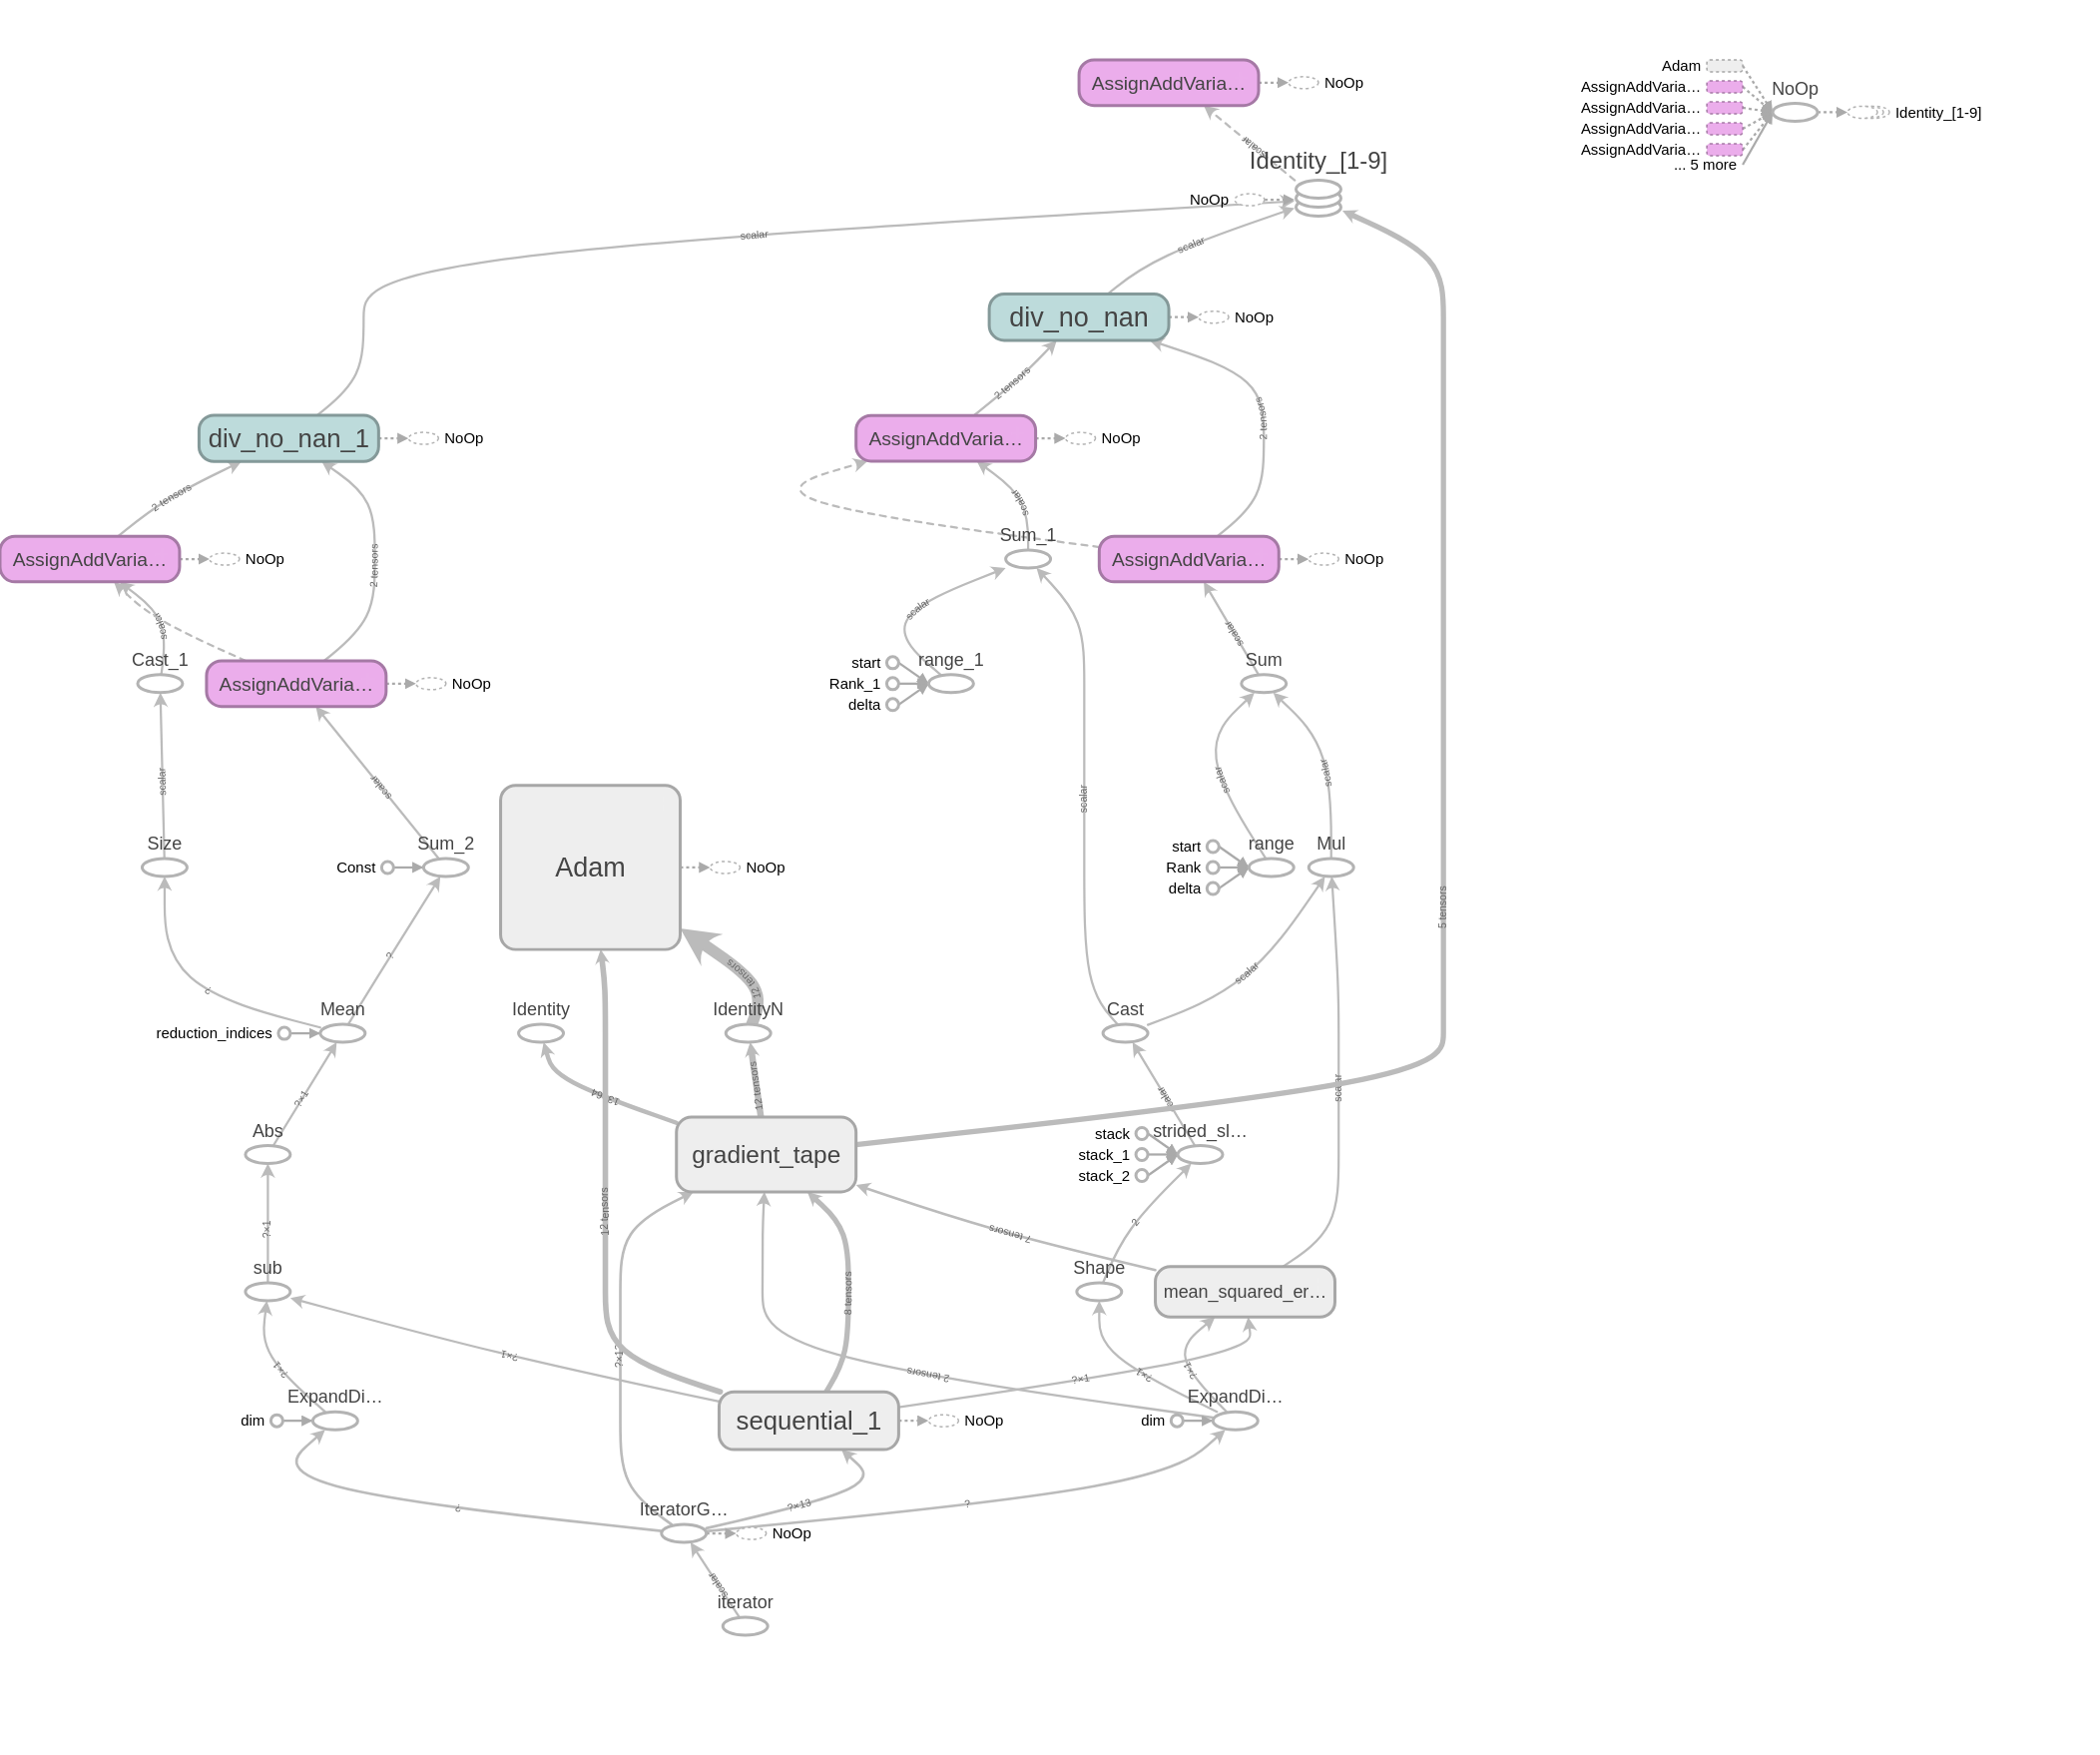 AssignAddVaria…
NoOp
Adam
AssignAddVaria…
AssignAddVaria…
AssignAddVaria…
AssignAddVaria…
... 5 more
NoOp
Identity_[1-9]
scalar
Identity_[1-9]
NoOp
scalar
scalar
div_no_nan
NoOp
2 tensors
2 tensors
div_no_nan_1
NoOp
AssignAddVaria…
NoOp
2 tensors
scalar
AssignAddVaria…
NoOp
2 tensors
Sum_1
AssignAddVaria…
NoOp
scalar
scalar
scalar
Cast_1
AssignAddVaria…
NoOp
start
Rank_1
delta
range_1
Sum
scalar
scalar
scalar
scalar
scalar
Size
Const
Sum_2
Adam
NoOp
start
Rank
delta
range
Mul
5 tensors
?
?
12 tensors
scalar
reduction_indices
Mean
Identity
IdentityN
Cast
?×1
13, 64
12 tensors
scalar
scalar
Abs
gradient_tape
stack
stack_1
stack_2
strided_sl…
?×1
12 tensors
7 tensors
?
sub
8 tensors
Shape
mean_squared_er…
?×1
?×1
?×13
2 tensors
?×1
?×1
?×1
dim
ExpandDi…
sequential_1
NoOp
dim
ExpandDi…
?
IteratorG…
?×13
?
NoOp
scalar
iterator